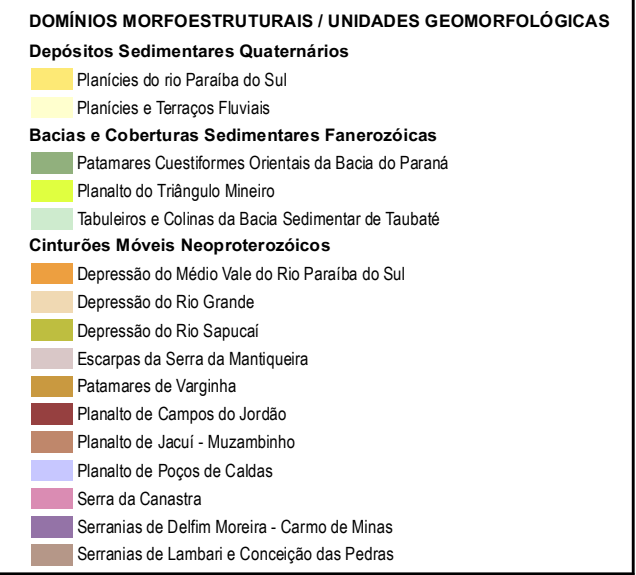 DOMÍNIOS MORFOESTRUTURAIS / UNIDADES GEOMORFOLÓGICAS
Depósitos Sedimentares Quaternários
Planícies do rio Paraíba do Sul
Planícies e Terraços Fluviais
Bacias e Coberturas Sedimentares Fanerozóicas
Patamares Cuestiformes Orientais da Bacia do Paraná
Planalto do Triângulo Mineiro
Tabuleiros e Colinas da Bacia Sedimentar de Taubaté
Cinturões Móveis Neoproterozóicos
Depressão do Médio Vale do Rio Paraíba do Sul
Depressão do Rio Grande
Depressão do Rio Sapucaí
Escarpas da Serra da Mantiqueira
Patamares de Varginha
Planalto de Campos do Jordão
Planalto de Jacuí - Muzambinho
Planalto de Poços de Caldas
Serra da Canastra
Serranias de Delfim Moreira - Carmo de Minas
Serranias de Lambari e Conceição das Pedras